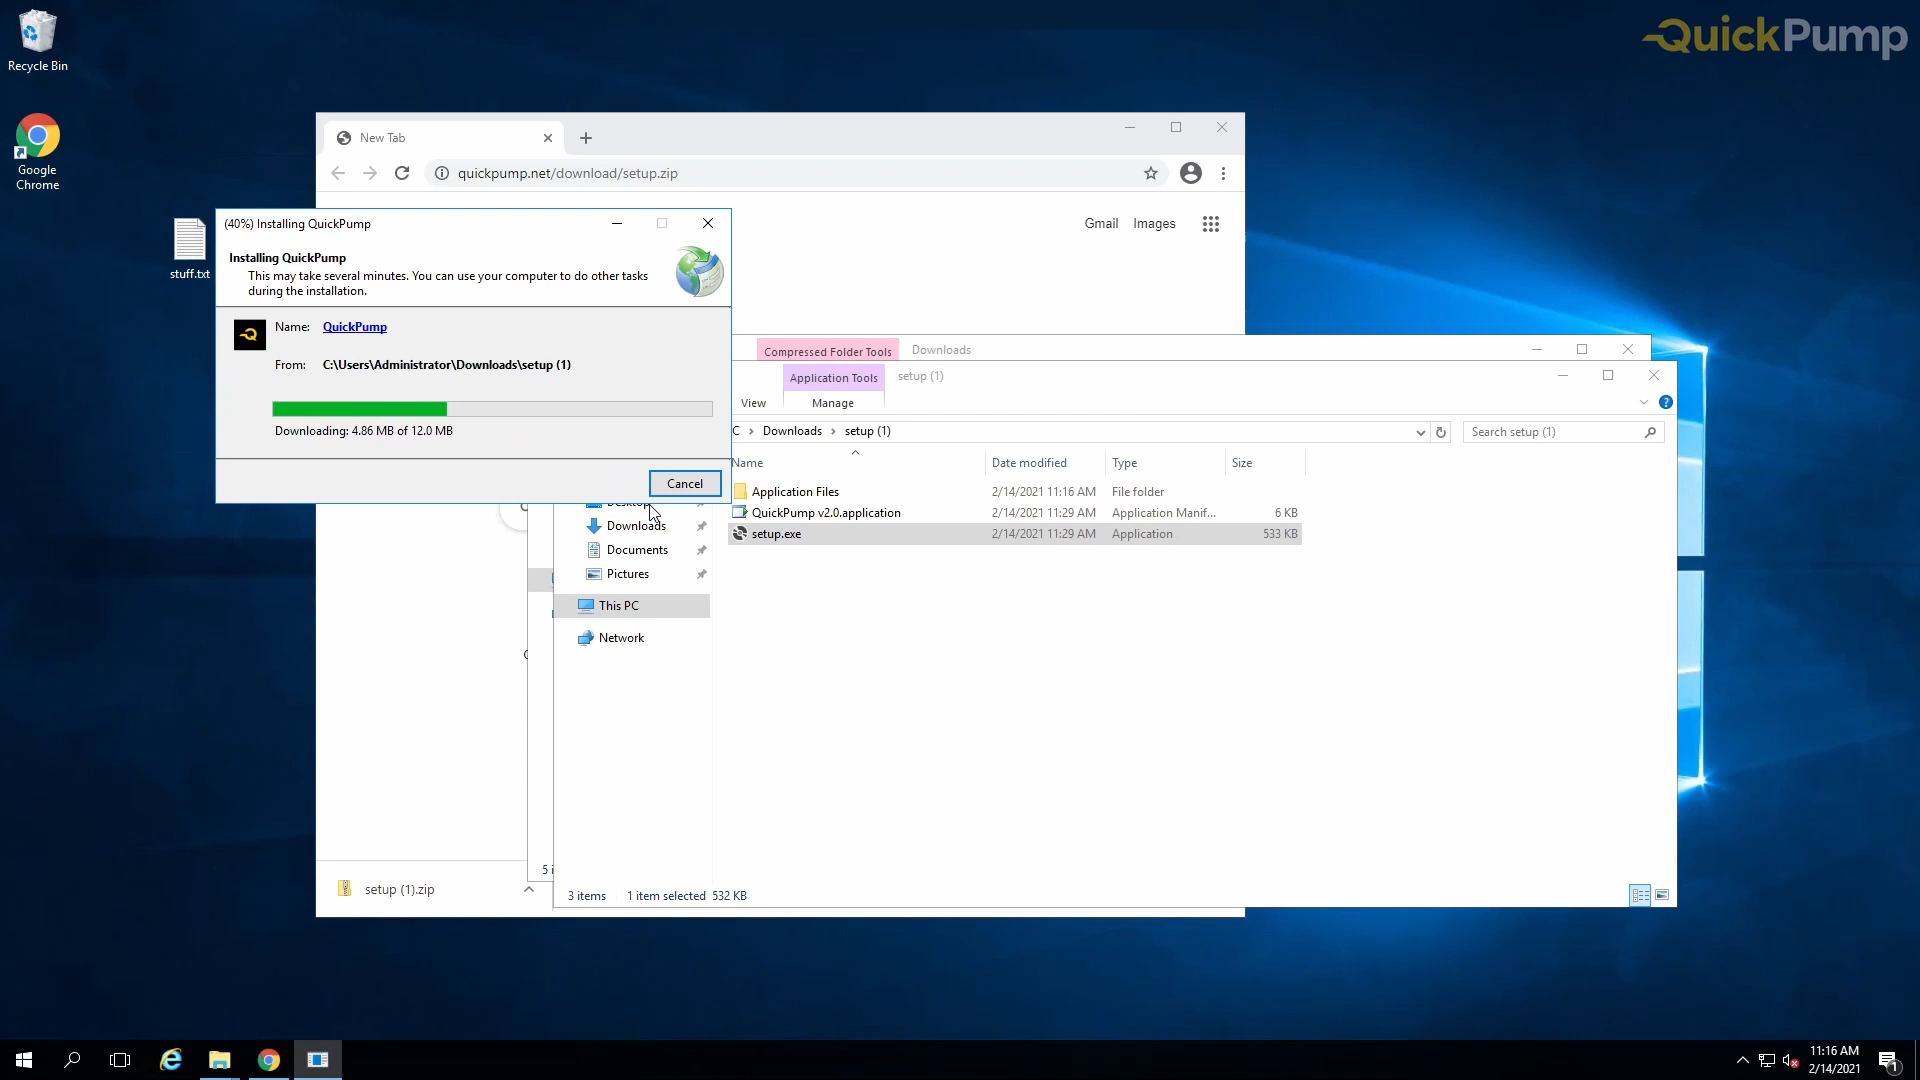 Recycle Bin
QuickPump
Google
Chrome
stuff.txt
New Tab
quickpump.net/download/setup.zip
Gmail
Images
(40%) Installing QuickPump
Installing QuickPump
This may take several minutes. You can use your computer to do other tasks
during the installation.
Name: QuickPump
From: C:\Users\Administrator\Downloads\setup (1)
Downloading: 4.86 MB of 12.0 MB
Cancel
Compressed Folder Tools
Downloads
Application Tools
setup (1)
View
Manage
C > Downloads > setup (1)
Search setup (1)
Name Date modified Type Size
Application Files 2/14/2021 11:16 AM File folder
QuickPump v2.0.application 2/14/2021 11:29 AM Application Manif... 6 KB
setup.exe 2/14/2021 11:29 AM Application 533 KB
Desktop
Downloads
Documents
Pictures
This PC
Network
3 items 1 item selected 532 KB
setup (1).zip
11:16 AM
2/14/2021
1